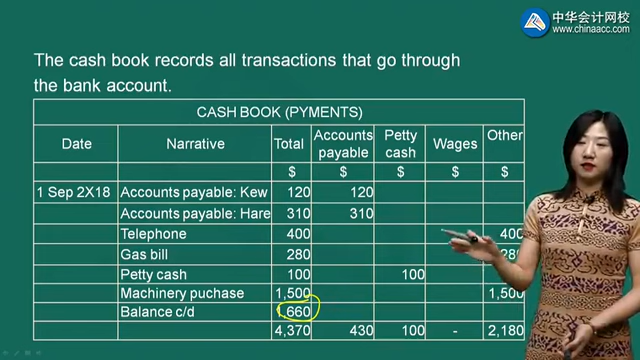 中华会计网校
www.chinaacc.com
The cash book records all transactions that go through
the bank account.
CASH BOOK (PYMENTS)
Date Narrative Total Accounts payable Petty cash Wages Other
$ $ $ $ $
1 Sep 2X18 Accounts payable: Kew 120 120
Accounts payable: Hare 310 310
Telephone 400 400
Gas bill 280 280
Petty cash 100 100
Machinery puchase 1,500 1,500
Balance c/d 1,660
4,370 430 100 - 2,180